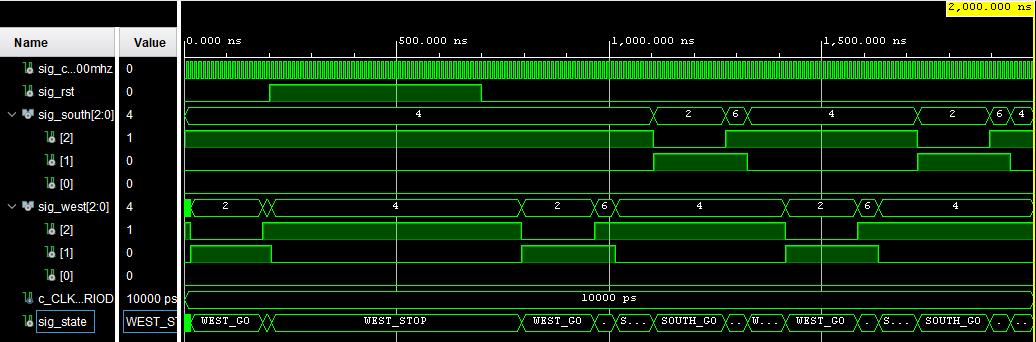 2,000.000 ns
Name Value 0.000 ns 500.000 ns 1,000.000 ns 1,500.000 ns
sig_c...00mhz 0
sig_rst 0
sig_south[2:0] 4 4 2 6 4 2 6 4
[2] 1
[1] 0
[0] 0
sig_west[2:0] 4 2 4 2 6 4 2 6 4
[2] 1
[1] 0
[0] 0
c_CLK...RIOD 10000 ps 10000 ps
sig_state WEST_ST WEST_GO WEST_STOP WEST_GO . S... SOUTH_GO . W... WEST_GO . S... SOUTH_GO . .